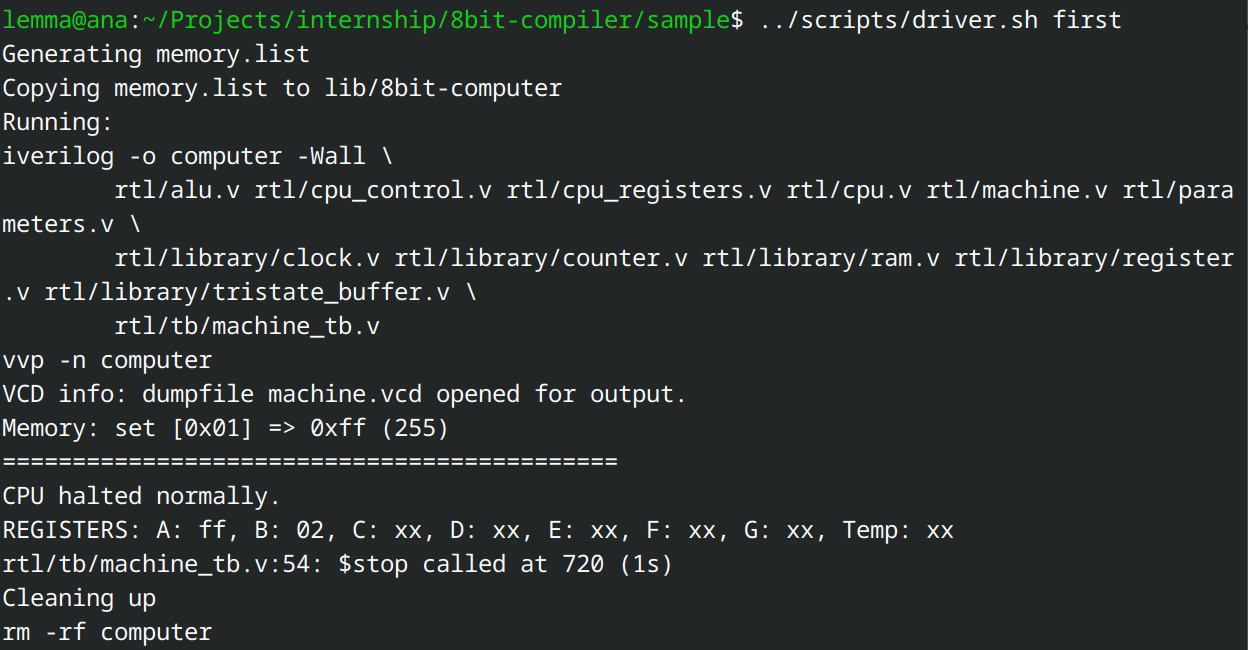 lemma@ana:~/Projects/internship/8bit-compiler/sample$ ../scripts/driver.sh first
Generating memory.list
Copying memory.list to lib/8bit-computer
Running:
iverilog -o computer -Wall \
        rtl/alu.v rtl/cpu_control.v rtl/cpu_registers.v rtl/cpu.v rtl/machine.v rtl/para
meters.v \
        rtl/library/clock.v rtl/library/counter.v rtl/library/ram.v rtl/library/register
.v rtl/library/tristate_buffer.v \
        rtl/tb/machine_tb.v
vvp -n computer
VCD info: dumpfile machine.vcd opened for output.
Memory: set [0x01] => 0xff (255)
============================================
CPU halted normally.
REGISTERS: A: ff, B: 02, C: xx, D: xx, E: xx, F: xx, G: xx, Temp: xx
rtl/tb/machine_tb.v:54: $stop called at 720 (1s)
Cleaning up
rm -rf computer